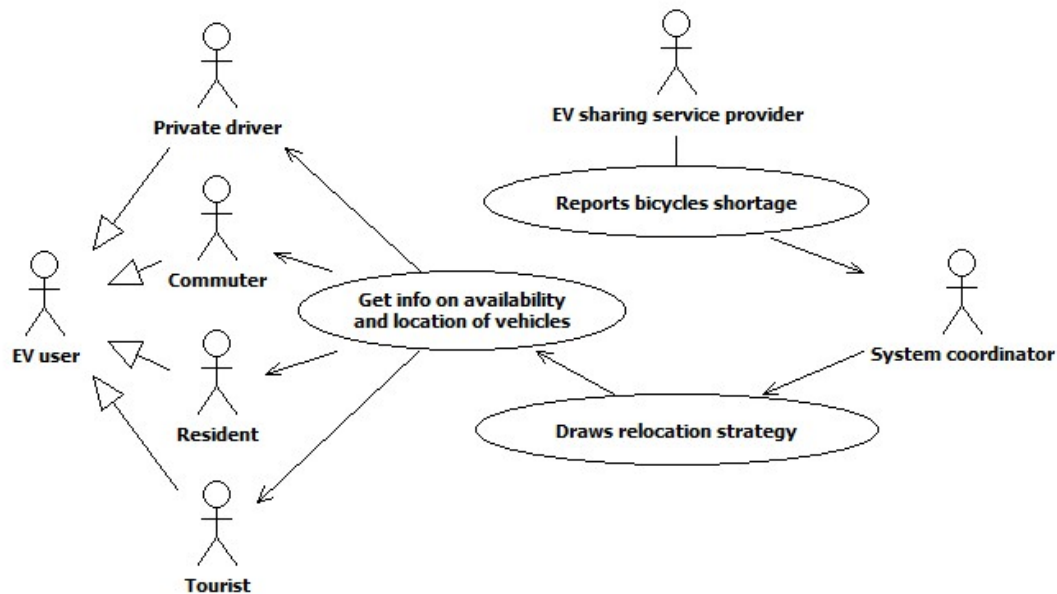 Private driver
EV sharing service provider
Reports bicycles shortage
Commuter
Get info on availability
and location of vehicles
EV user
System coordinator
Resident
Draws relocation strategy
Tourist